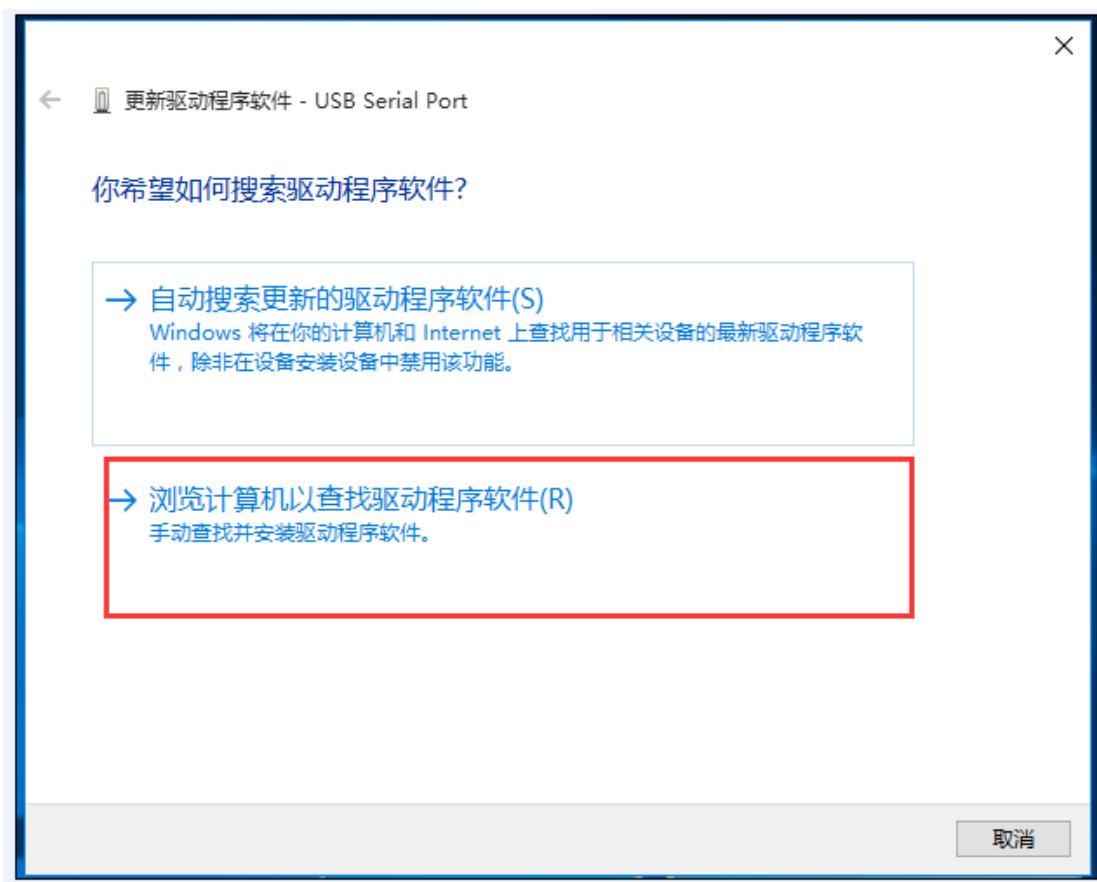 更新驱动程序软件 - USB Serial Port
你希望如何搜索驱动程序软件?
自动搜索更新的驱动程序软件(S)
Windows 将在你的计算机和 Internet 上查找用于相关设备的最新驱动程序软
件，除非在设备安装设备中禁用该功能。
浏览计算机以查找驱动程序软件(R)
手动查找并安装驱动程序软件。
取消